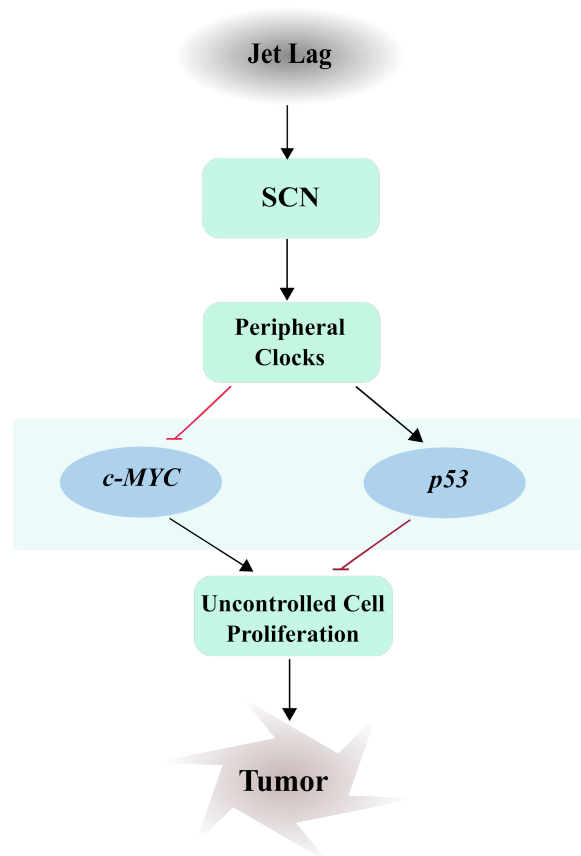 Jet Lag
SCN
Peripheral
Clocks
c-MYC
p53
Uncontrolled Cell
Proliferation
Tumor